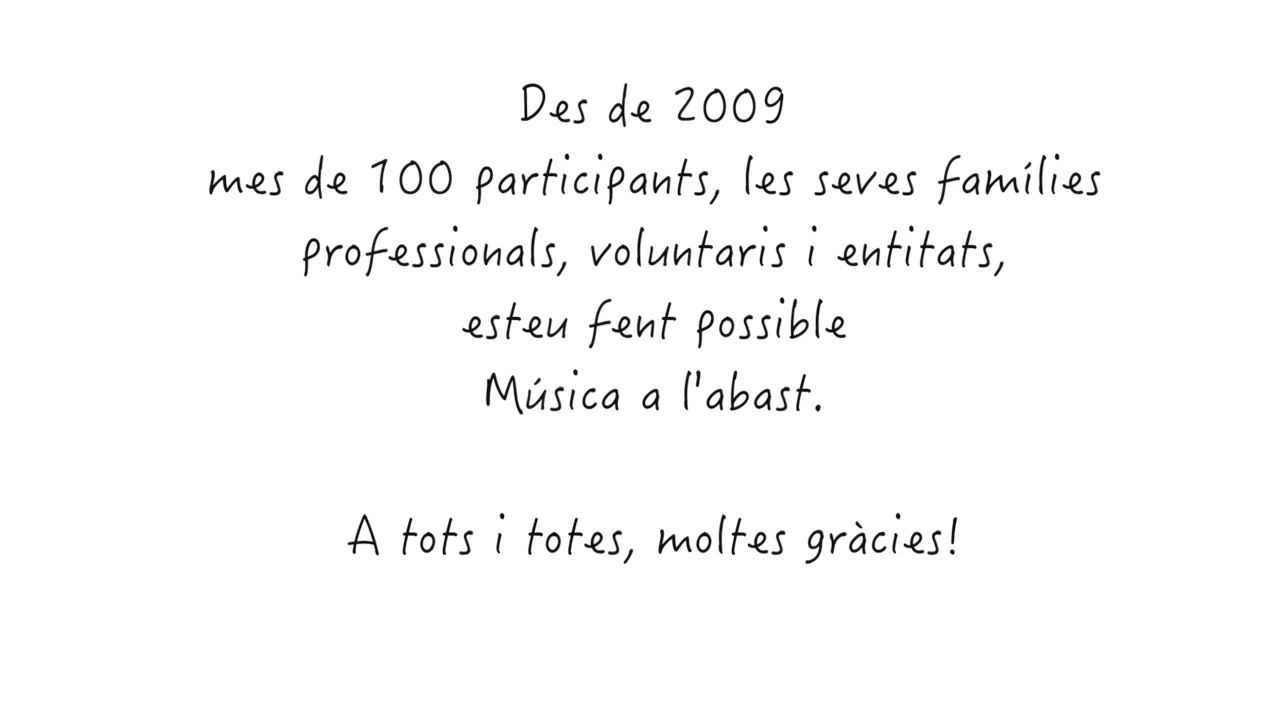 Des de 2009
mes de 100 participants, les seves famílies
professionals, voluntaris i entitats,
esteu fent possible
Música a l'abast.
A tots i totes, moltes gràcies!